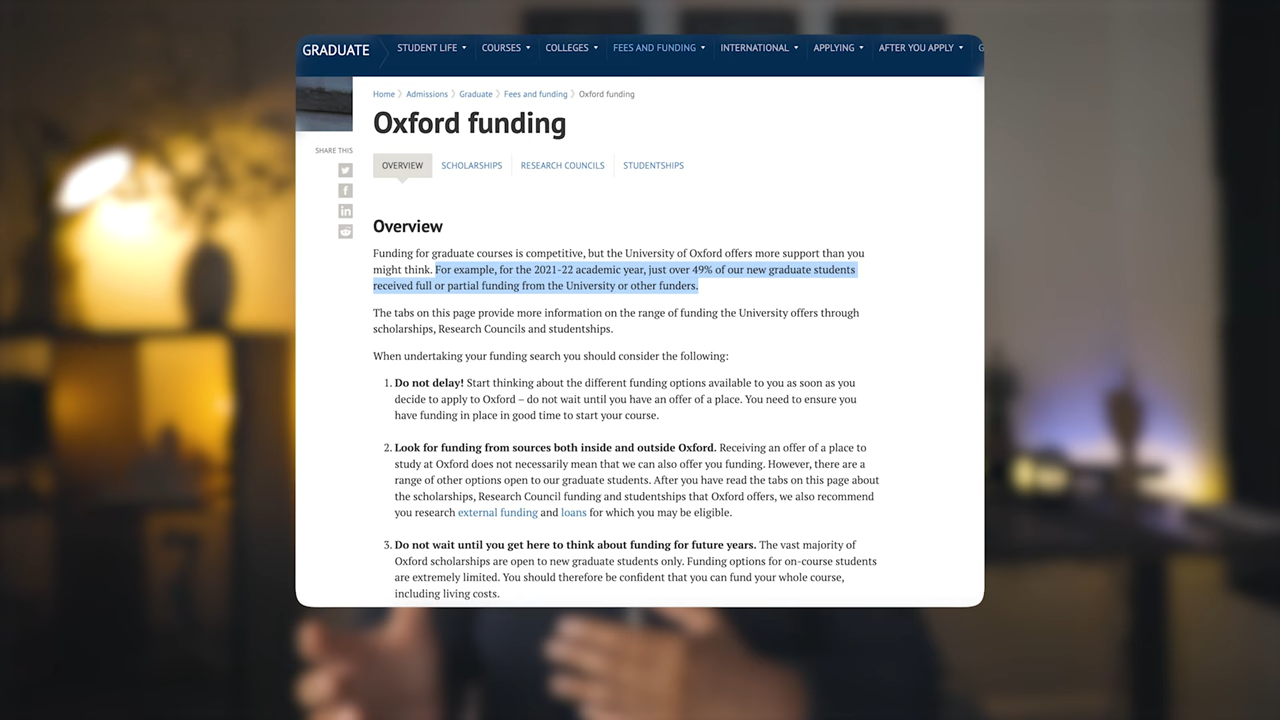 GRADUATE STUDENT LIFE COURSES COLLEGES FEES AND FUNDING INTERNATIONAL APPLYING AFTER YOU APPLY G
Home Admissions Graduate Fees and funding Oxford funding
Oxford funding
SHARE THIS
OVERVIEW SCHOLARSHIPS RESEARCH COUNCILS STUDENTSHIPS
Overview
Funding for graduate courses is competitive, but the University of Oxford offers more support than you
might think. For example, for the 2021-22 academic year, just over 49% of our new graduate students
received full or partial funding from the University or other funders.
The tabs on this page provide more information on the range of funding the University offers through
scholarships, Research Councils and studentships.
When undertaking your funding search you should consider the following:
1. Do not delay! Start thinking about the different funding options available to you as soon as you
decide to apply to Oxford – do not wait until you have an offer of a place. You need to ensure you
have funding in place in good time to start your course.
2. Look for funding from sources both inside and outside Oxford. Receiving an offer of a place to
study at Oxford does not necessarily mean that we can also offer you funding. However, there are a
range of other options open to our graduate students. After you have read the tabs on this page about
the scholarships, Research Council funding and studentships that Oxford offers, we also recommend
you research external funding and loans for which you may be eligible.
3. Do not wait until you get here to think about funding for future years. The vast majority of
Oxford scholarships are open to new graduate students only. Funding options for on-course students
are extremely limited. You should therefore be confident that you can fund your whole course,
including living costs.